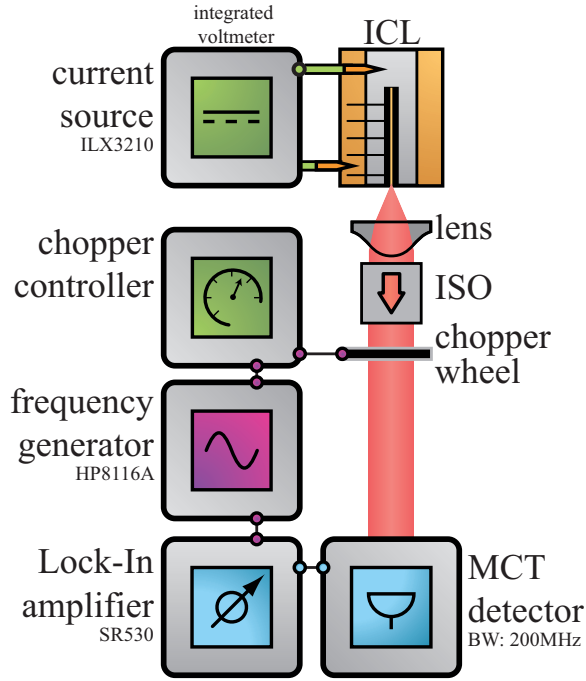 integrated
voltmeter
ICL
current
source
ILX3210
lens
chopper
controller
ISO
chopper
wheel
frequency
generator
HP8116A
Lock-In
amplifier
SR530
MCT
detector
BW: 200MHz